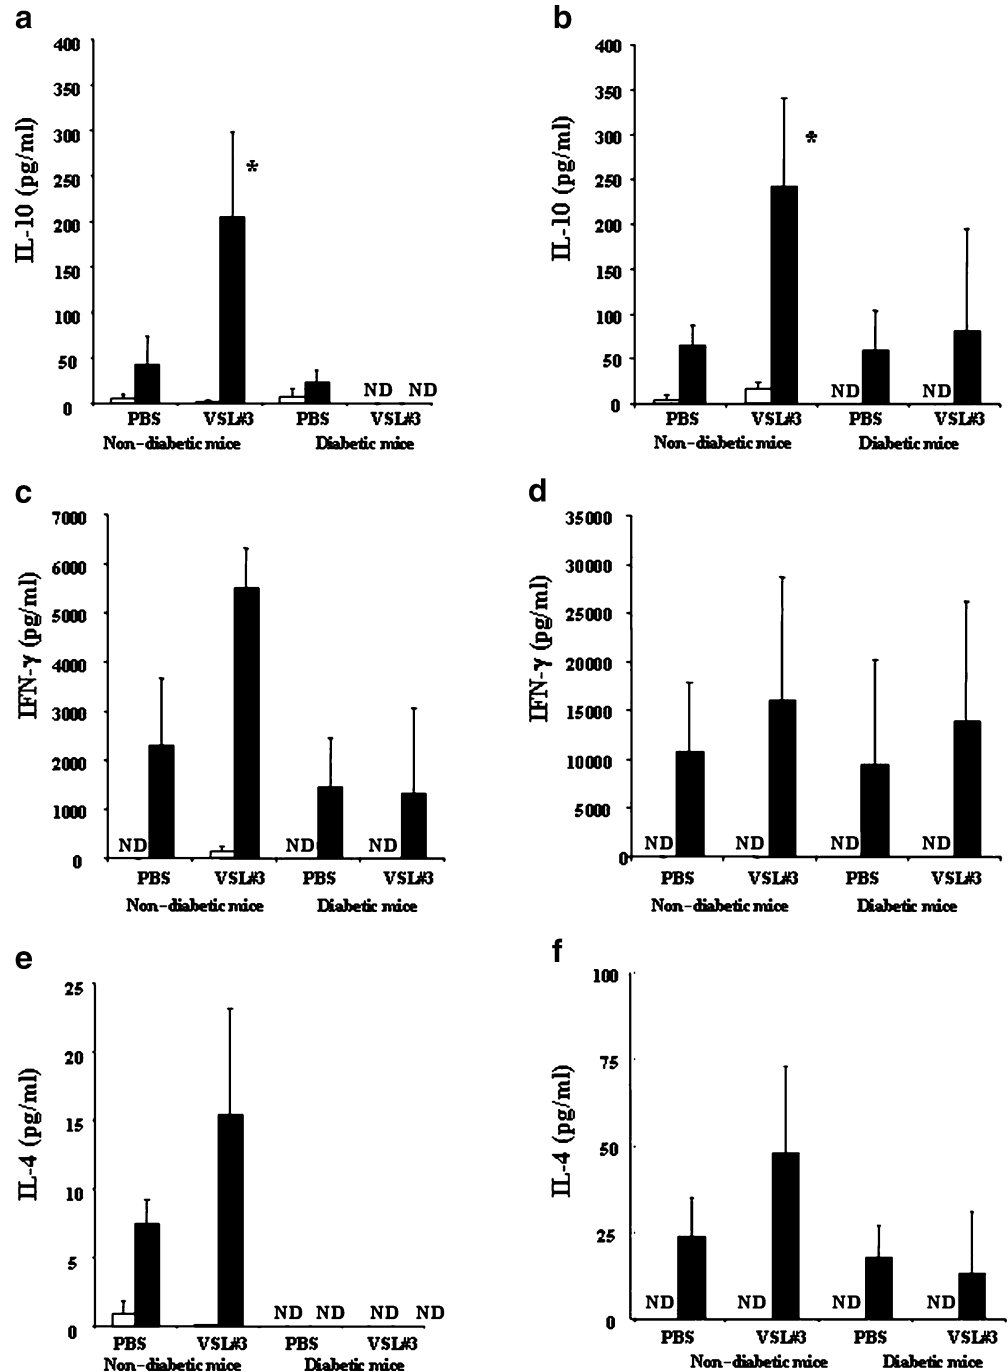 a
IL-10 (pg/ml)
400
350
300
250
200
150
100
50
0
*
ND ND
PBS VSL#3 PBS VSL#3
Non-diabetic mice Diabetic mice
b
IL-10 (pg/ml)
400
350
300
250
200
150
100
50
0
*
ND ND
PBS VSL#3 PBS VSL#3
Non-diabetic mice Diabetic mice
c
IFN-γ (pg/ml)
7000
6000
5000
4000
3000
2000
1000
0
ND ND ND
PBS VSL#3 PBS VSL#3
Non-diabetic mice Diabetic mice
d
IFN-γ (pg/ml)
35000
30000
25000
20000
15000
10000
5000
0
ND ND ND ND
PBS VSL#3 PBS VSL#3
Non-diabetic mice Diabetic mice
e
IL-4 (pg/ml)
25
20
15
10
5
0
ND ND ND ND
PBS VSL#3 PBS VSL#3
Non-diabetic mice Diabetic mice
f
IL-4 (pg/ml)
100
75
50
25
0
ND ND ND ND
PBS VSL#3 PBS VSL#3
Non-diabetic mice Diabetic mice